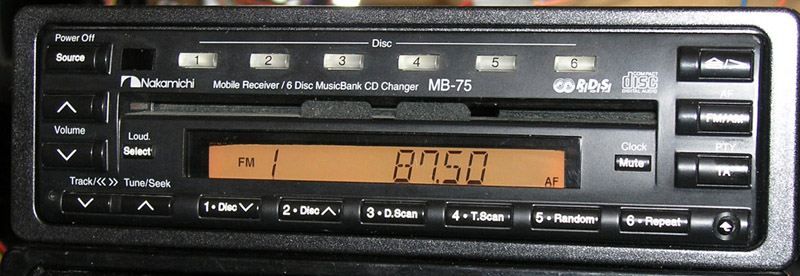 Power Off
Source
Disc
1 2 3 4 5 6
Nakamichi Mobile Receiver / 6 Disc MusicBank CD Changer MB-75 R·D·S COMPACT disc DIGITAL AUDIO
AF
FM/AM
Volume
Loud.
Select
FM 1 87.50 AF
Clock
Mute
PTY
TA
Track/≪ ≫ Tune/Seek
1 • Disc ∨ 2 • Disc ∧ 3 • D.Scan 4 • T.Scan 5 • Random 6 • Repeat